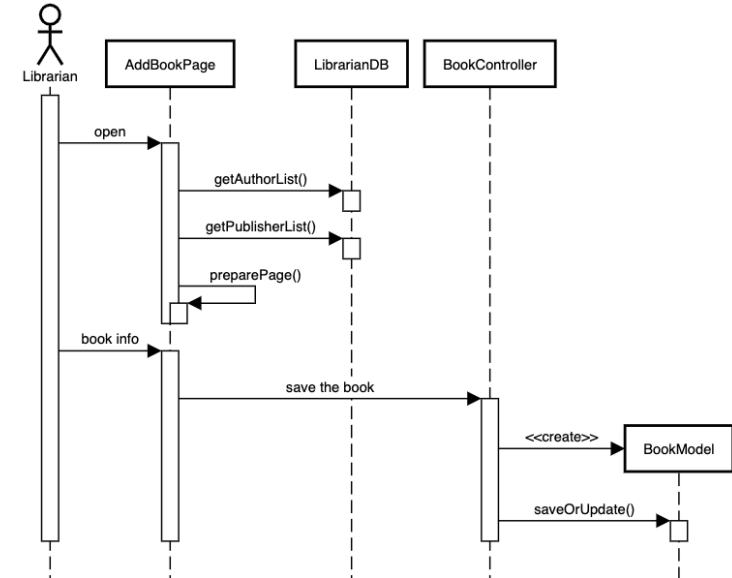 Librarian
AddBookPage
LibrarianDB
BookController
open
getAuthorList()
getPublisherList()
preparePage()
book info
save the book
<<create>>
BookModel
saveOrUpdate()